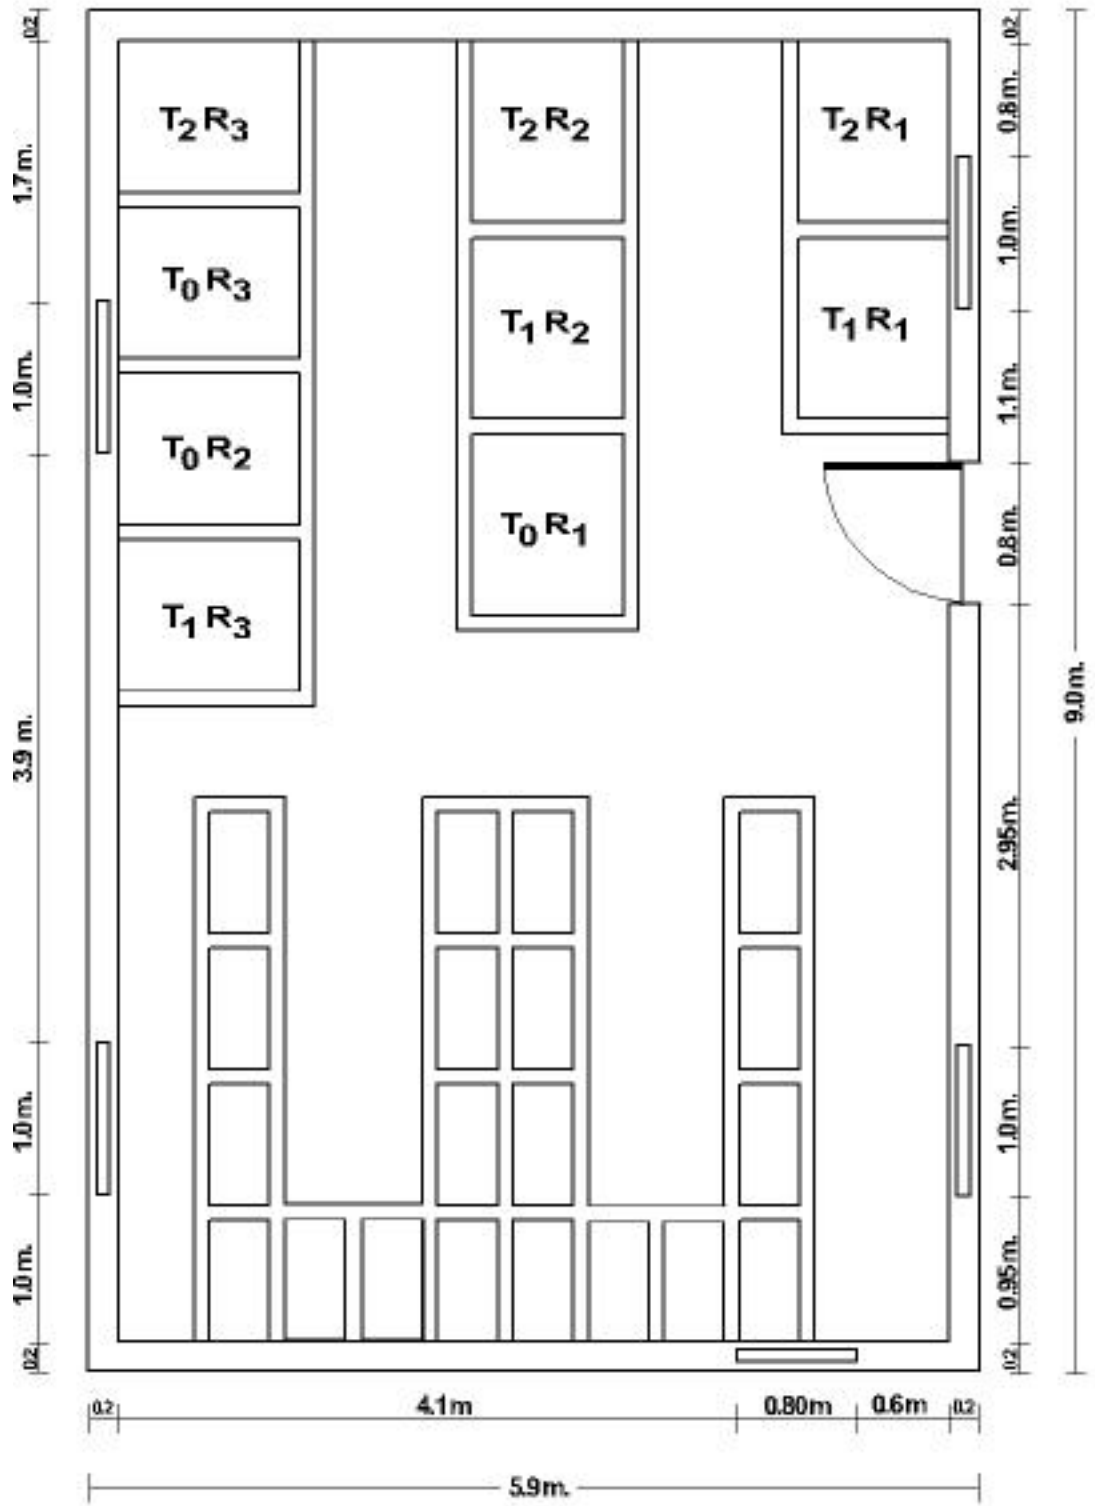 0.2
0.2
T2 R3
T2 R2
T2 R1
0.8m.
1.7m.
1.0m.
T0 R3
T1 R2
T1 R1
1.0m.
1.1m.
T0 R2
T0 R1
0.8m.
T1 R3
9.0m.
3.9 m.
2.95m.
1.0m.
1.0m.
1.0m.
0.95m.
0.2
0.2
0.2
4.1m
0.80m
0.6m
0.2
5.9m.